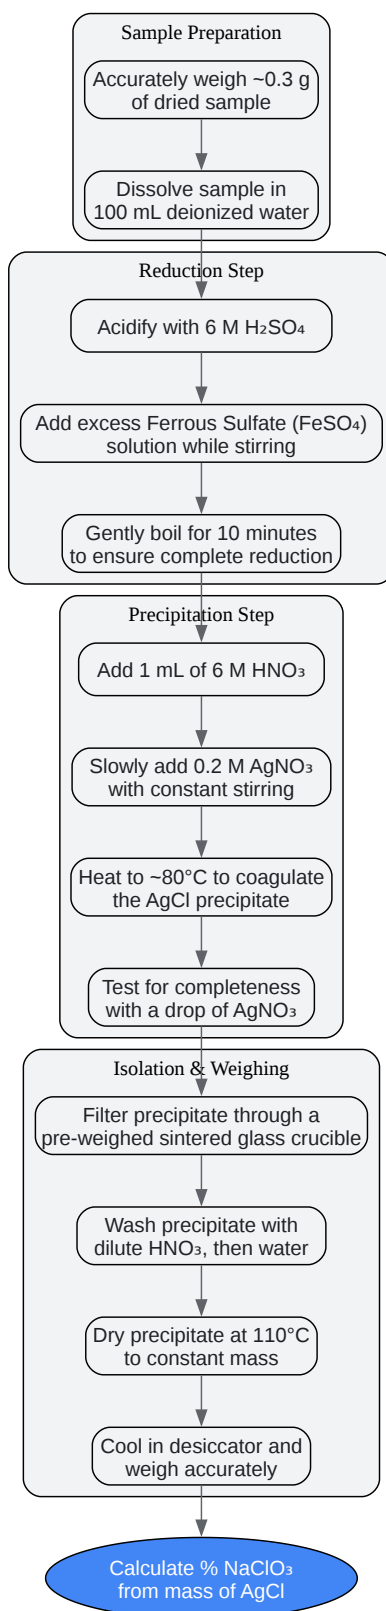 Sample Preparation
Accurately weigh ~0.3 g
of dried sample
Dissolve sample in
100 mL deionized water
Reduction Step
Acidify with 6 M H₂SO₄
Add excess Ferrous Sulfate (FeSO₄)
solution while stirring
Gently boil for 10 minutes
to ensure complete reduction
Precipitation Step
Add 1 mL of 6 M HNO₃
Slowly add 0.2 M AgNO₃
with constant stirring
Heat to ~80°C to coagulate
the AgCl precipitate
Test for completeness
with a drop of AgNO₃
Isolation & Weighing
Filter precipitate through a
pre-weighed sintered glass crucible
Wash precipitate with
dilute HNO₃, then water
Dry precipitate at 110°C
to constant mass
Cool in desiccator and
weigh accurately
Calculate % NaClO₃
from mass of AgCl